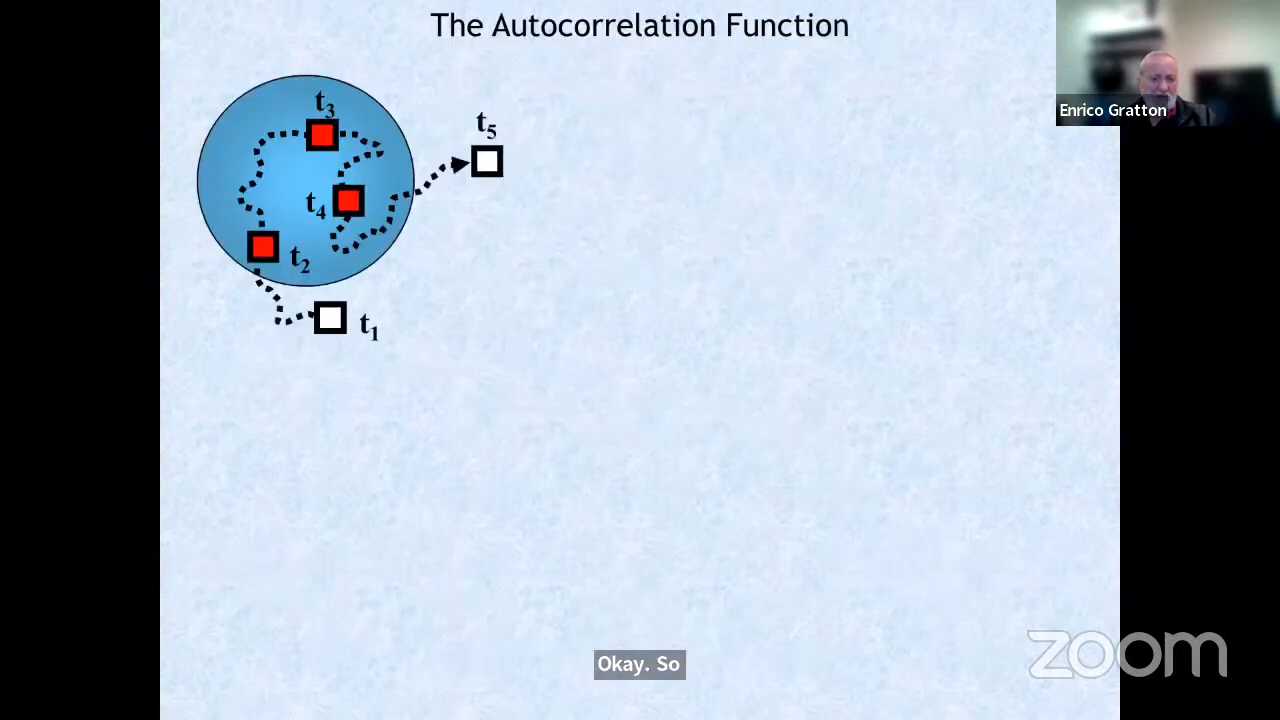 The Autocorrelation Function
Enrico Gratton
t3
t5
t4
t2
t1
Okay. So
zoom